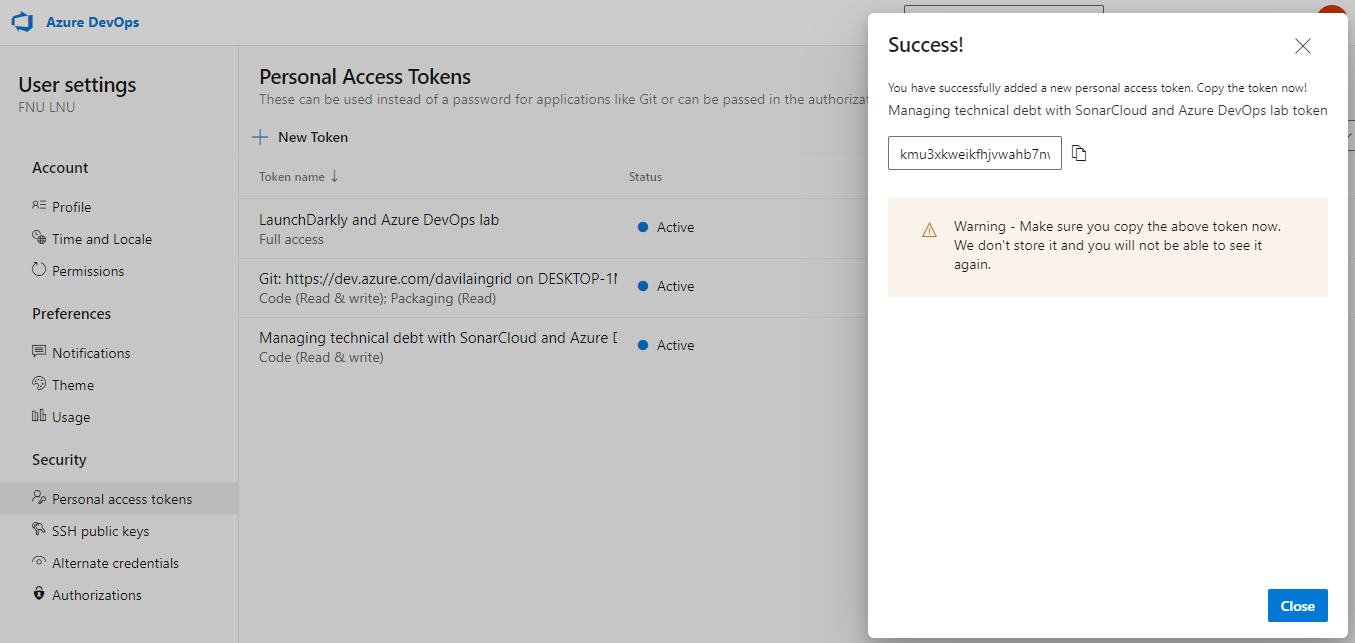 Azure DevOps
User settings
FNU LNU
Account
Profile
Time and Locale
Permissions
Preferences
Notifications
Theme
Usage
Security
Personal access tokens
SSH public keys
Alternate credentials
Authorizations
Personal Access Tokens
These can be used instead of a password for applications like Git or can be passed in the authorizat
New Token
Token name ↓
Status
LaunchDarkly and Azure DevOps lab
Full access
Active
Git: https://dev.azure.com/davilaingrid on DESKTOP-1
Code (Read & write); Packaging (Read)
Active
Managing technical debt with SonarCloud and Azure
Code (Read & write)
Active
Success!
You have successfully added a new personal access token. Copy the token now!
Managing technical debt with SonarCloud and Azure DevOps lab token
kmu3xkweikfhjvwahb7n
Warning - Make sure you copy the above token now.
We don't store it and you will not be able to see it
again.
Close